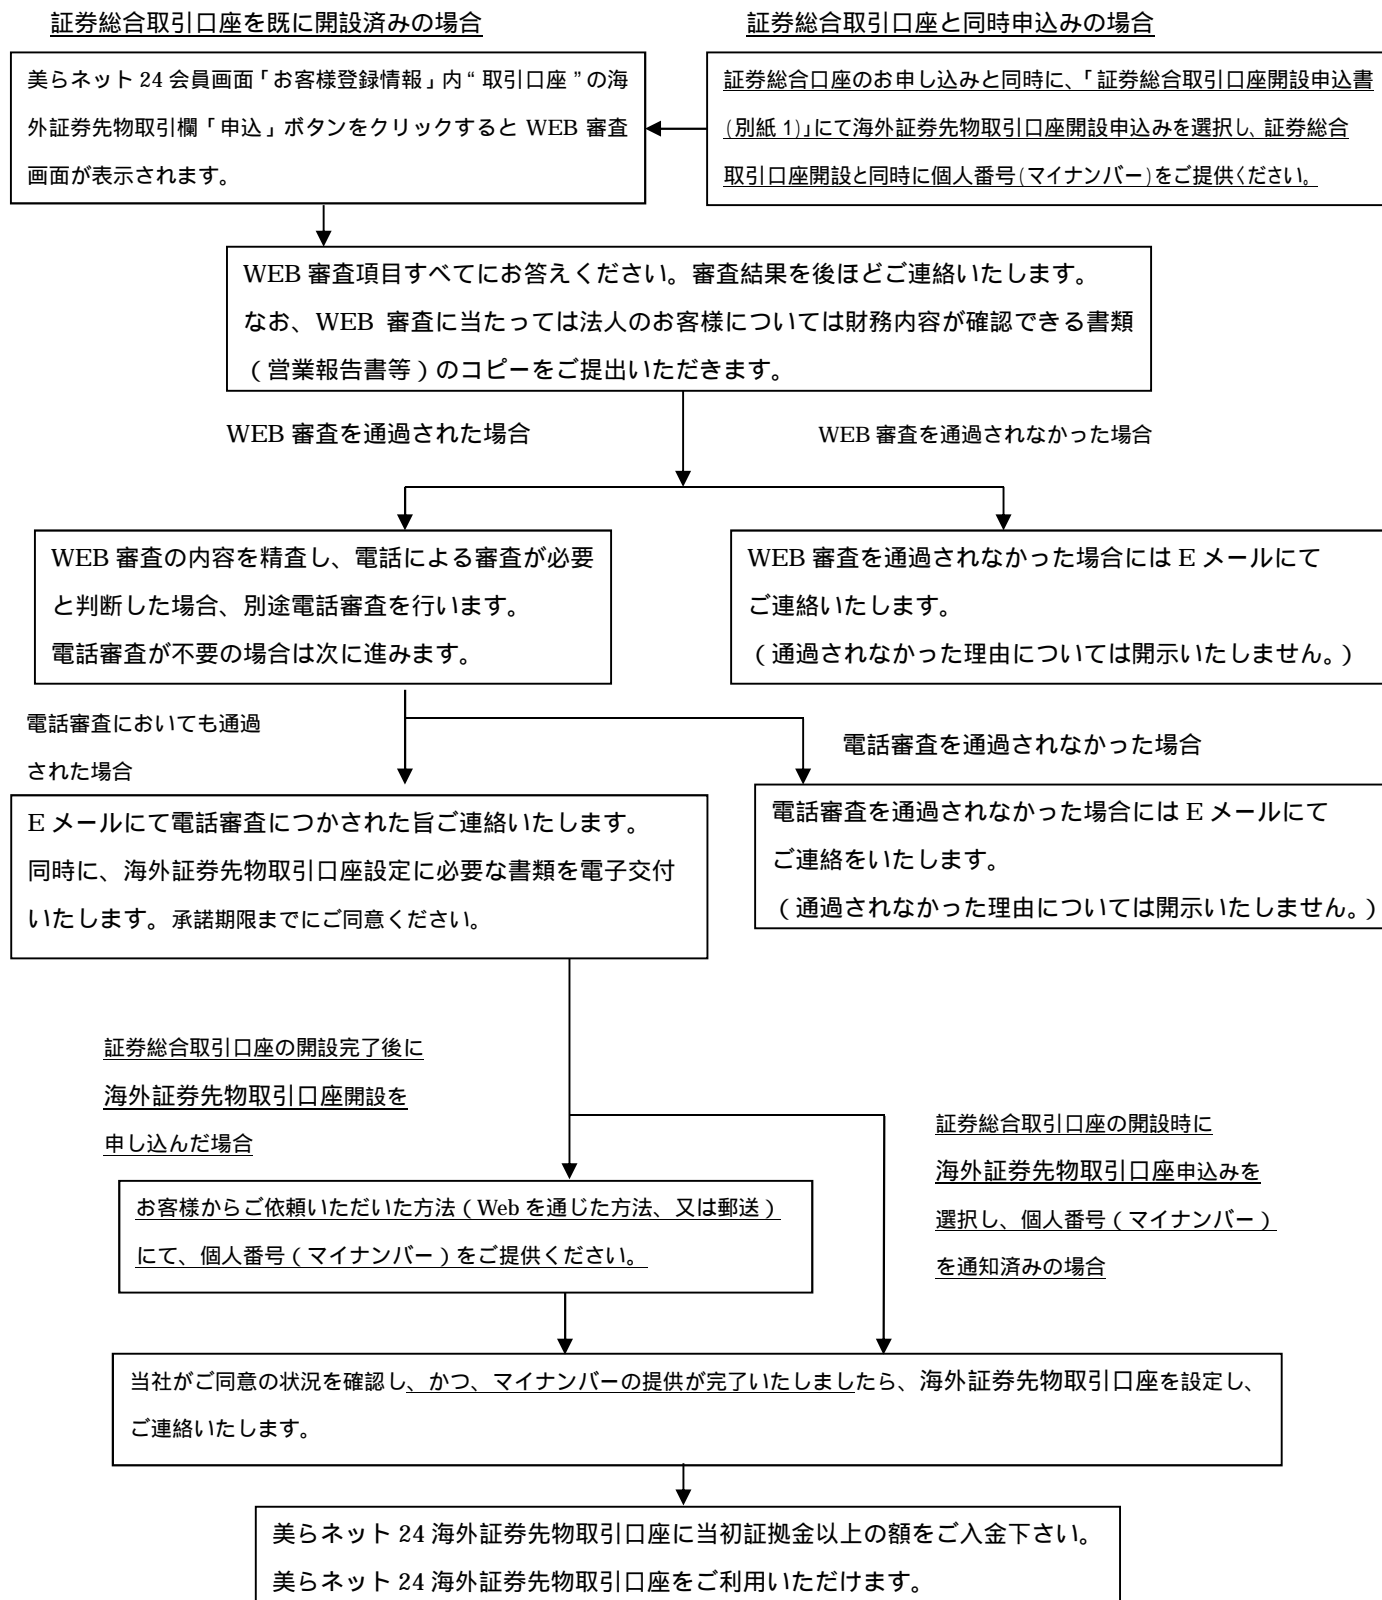 証券総合取引口座を既に開設済みの場合
証券総合取引口座と同時申込みの場合
美らネット 24 会員画面「お客様登録情報」内“取引口座”の海
外証券先物取引欄「申込」ボタンをクリックすると WEB 審査
画面が表示されます。
証券総合口座のお申し込みと同時に、「証券総合取引口座開設申込書
(別紙 1)」にて海外証券先物取引口座開設申込みを選択し、証券総合
取引口座開設と同時に個人番号(マイナンバー)をご提供ください。
WEB 審査項目すべてにお答えください。審査結果を後ほどご連絡いたします。
なお、WEB 審査に当たっては法人のお客様については財務内容が確認できる書類
(営業報告書等)のコピーをご提出いただきます。
WEB 審査を通過された場合
WEB 審査を通過されなかった場合
WEB 審査の内容を精査し、電話による審査が必要
と判断した場合、別途電話審査を行います。
電話審査が不要の場合は次に進みます。
WEB 審査を通過されなかった場合には E メールにて
ご連絡いたします。
(通過されなかった理由については開示いたしません。)
電話審査においても通過
された場合
電話審査を通過されなかった場合
E メールにて電話審査につかされた旨ご連絡いたします。
同時に、海外証券先物取引口座設定に必要な書類を電子交付
いたします。承諾期限までにご同意ください。
電話審査を通過されなかった場合には E メールにて
ご連絡をいたします。
(通過されなかった理由については開示いたしません。)
証券総合取引口座の開設完了後に
海外証券先物取引口座開設を
申し込んだ場合
証券総合取引口座の開設時に
海外証券先物取引口座申込みを
選択し、個人番号(マイナンバー)
を通知済みの場合
お客様からご依頼いただいた方法(Web を通じた方法、又は郵送)
にて、個人番号(マイナンバー)をご提供ください。
当社がご同意の状況を確認し、かつ、マイナンバーの提供が完了いたしましたら、海外証券先物取引口座を設定し、
ご連絡いたします。
美らネット 24 海外証券先物取引口座に当初証拠金以上の額をご入金下さい。
美らネット 24 海外証券先物取引口座をご利用いただけます。